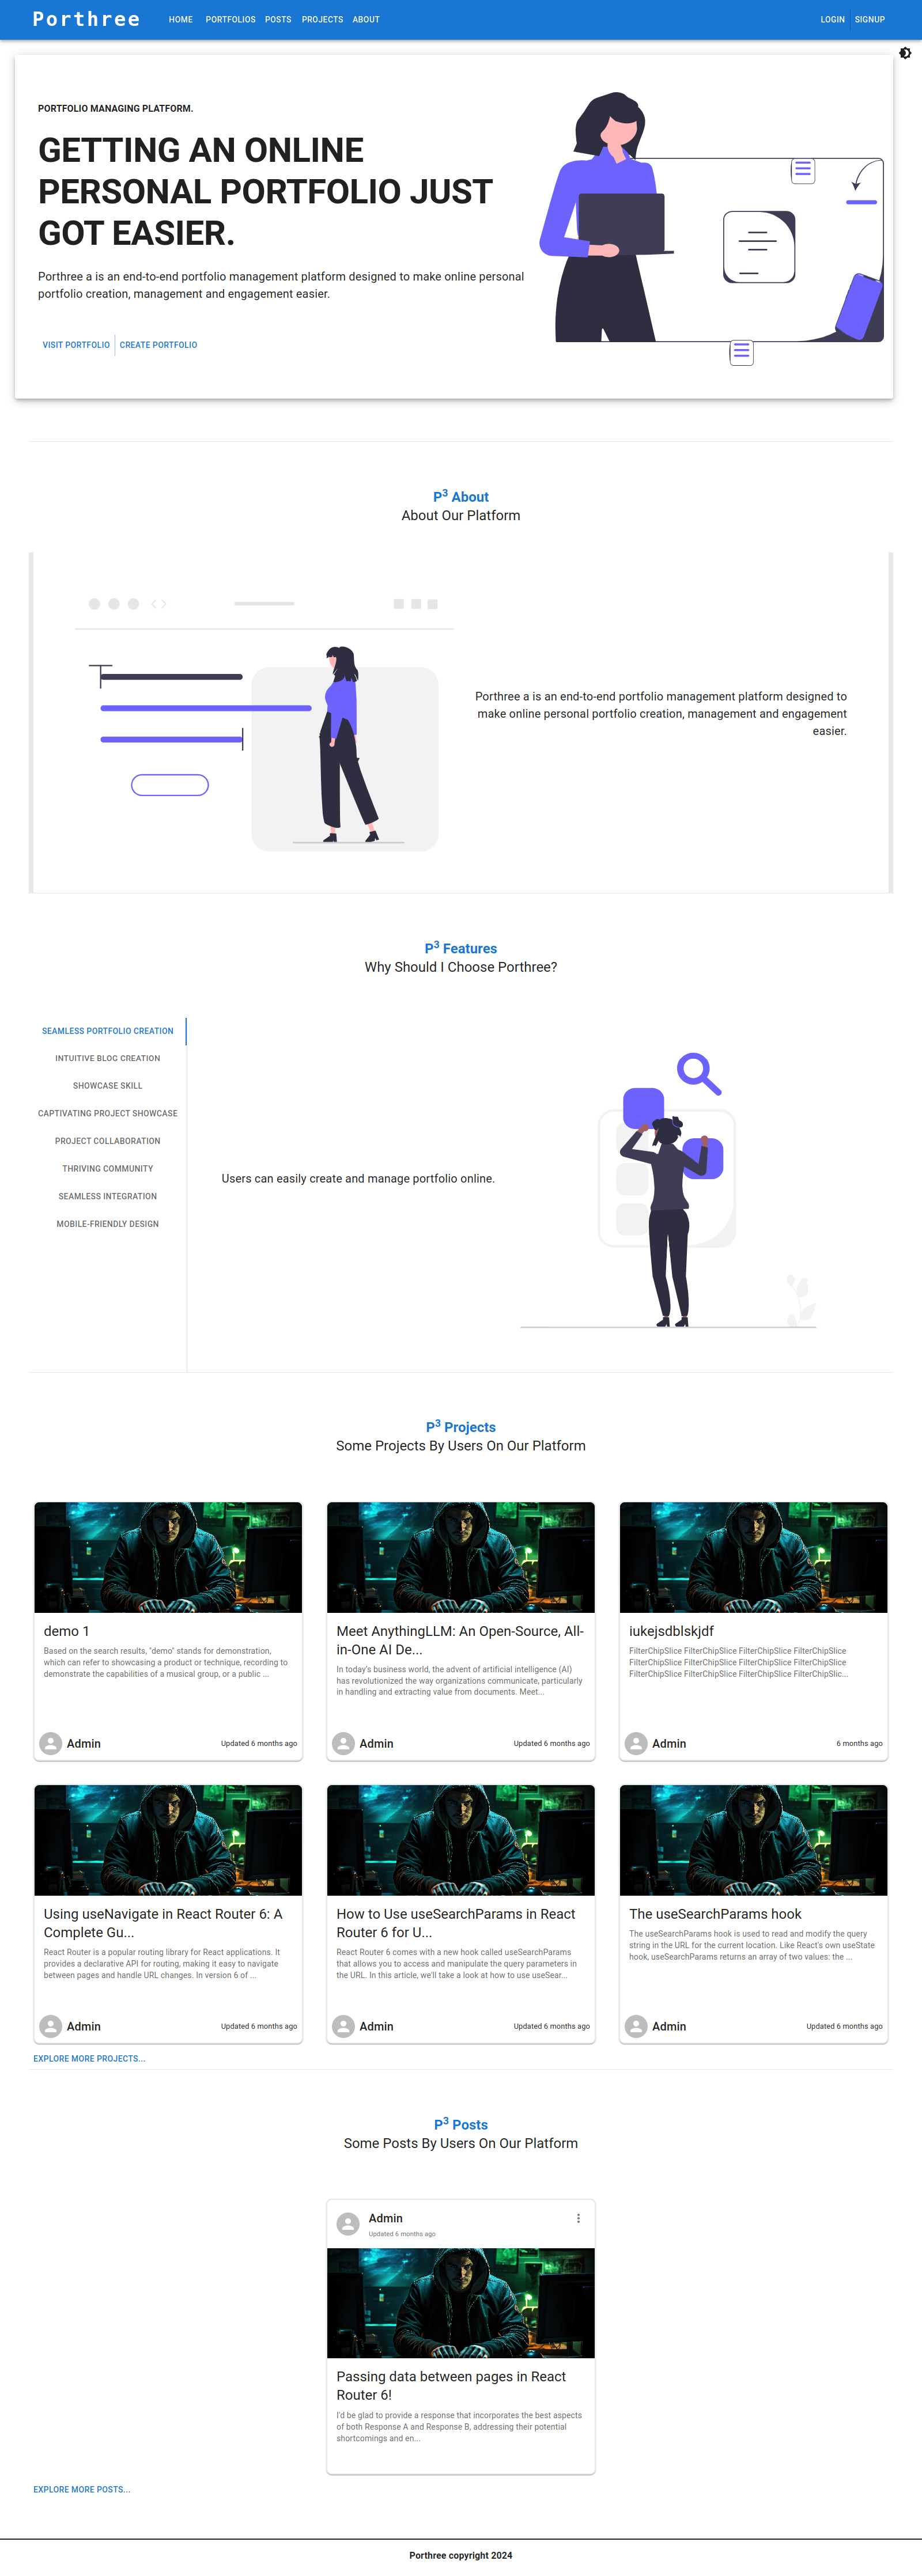 Porthree
HOME
PORTFOLIOS
POSTS
PROJECTS
ABOUT
LOGIN
SIGNUP
PORTFOLIO MANAGING PLATFORM.
GETTING AN ONLINE
PERSONAL PORTFOLIO JUST
GOT EASIER.
Porthree a is an end-to-end portfolio management platform designed to make online personal
portfolio creation, management and engagement easier.
VISIT PORTFOLIO
CREATE PORTFOLIO
P³ About
About Our Platform
Porthree a is an end-to-end portfolio management platform designed to
make online personal portfolio creation, management and engagement
easier.
P³ Features
Why Should I Choose Porthree?
SEAMLESS PORTFOLIO CREATION
INTUITIVE BLOG CREATION
SHOWCASE SKILL
CAPTIVATING PROJECT SHOWCASE
PROJECT COLLABORATION
THRIVING COMMUNITY
SEAMLESS INTEGRATION
MOBILE-FRIENDLY DESIGN
Users can easily create and manage portfolio online.
P³ Projects
Some Projects By Users On Our Platform
demo 1
Based on the search results, "demo" stands for demonstration,
which can refer to showcasing a product or technique, recording to
demonstrate the capabilities of a musical group, or a public ...
Admin
Updated 6 months ago
Meet AnythingLLM: An Open-Source, All-
in-One AI De...
In today's business world, the advent of artificial intelligence (AI)
has revolutionized the way organizations communicate, particularly
in handling and extracting value from documents. Meet...
Admin
Updated 6 months ago
iukejsdblskjdf
FilterChipSlice FilterChipSlice FilterChipSlice FilterChipSlice
FilterChipSlice FilterChipSlice FilterChipSlice FilterChipSlice
FilterChipSlice FilterChipSlice FilterChipSlice FilterChipSlic...
Admin
6 months ago
Using useNavigate in React Router 6: A
Complete Gu...
React Router is a popular routing library for React applications. It
provides a declarative API for routing, making it easy to navigate
between pages and handle URL changes. In version 6 of ...
Admin
Updated 6 months ago
How to Use useSearchParams in React
Router 6 for U...
React Router 6 comes with a new hook called useSearchParams
that allows you to access and manipulate the query parameters in
the URL. In this article, we'll take a look at how to use useSear...
Admin
Updated 6 months ago
The useSearchParams hook
The useSearchParams hook is used to read and modify the query
string in the URL for the current location. Like React's own useState
hook, useSearchParams returns an array of two values: the ...
Admin
Updated 6 months ago
EXPLORE MORE PROJECTS...
P³ Posts
Some Posts By Users On Our Platform
Admin
Updated 6 months ago
Passing data between pages in React
Router 6!
I'd be glad to provide a response that incorporates the best aspects
of both Response A and Response B, addressing their potential
shortcomings and en...
EXPLORE MORE POSTS...
Porthree copyright 2024